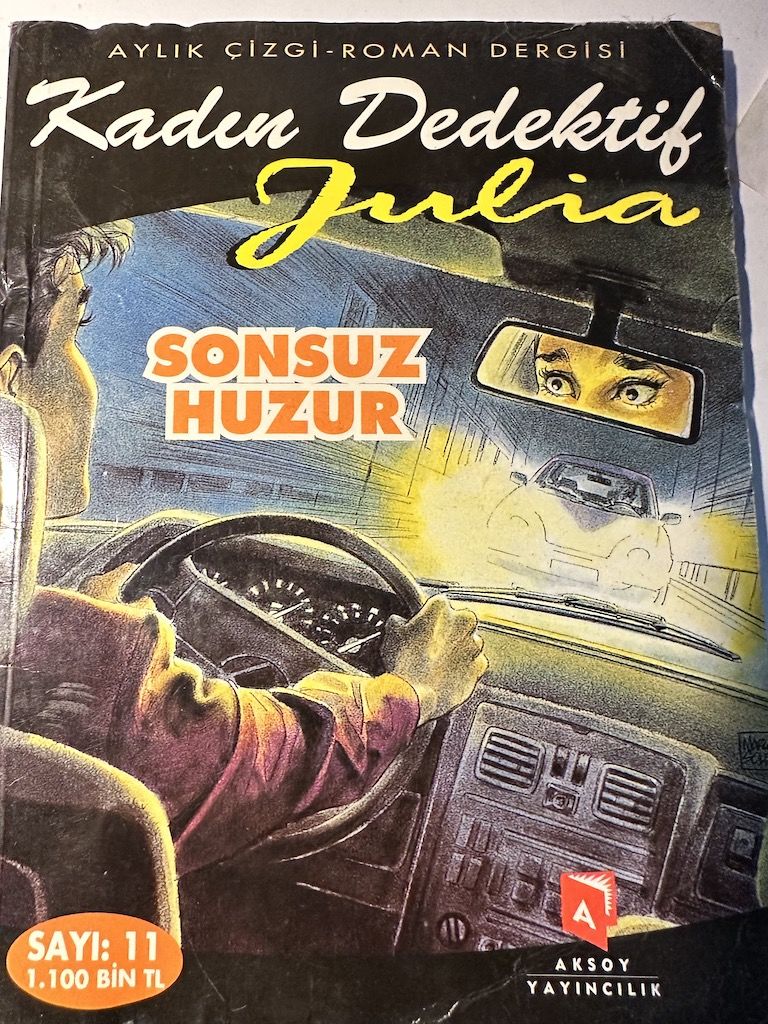 AYLIK ÇİZGİ-ROMAN DERGİSİ
Kadın Dedektif
Julia
SONSUZ
HUZUR
SAYI: 11
1.100 BİN TL
A
AKSOY
YAYINCILIK